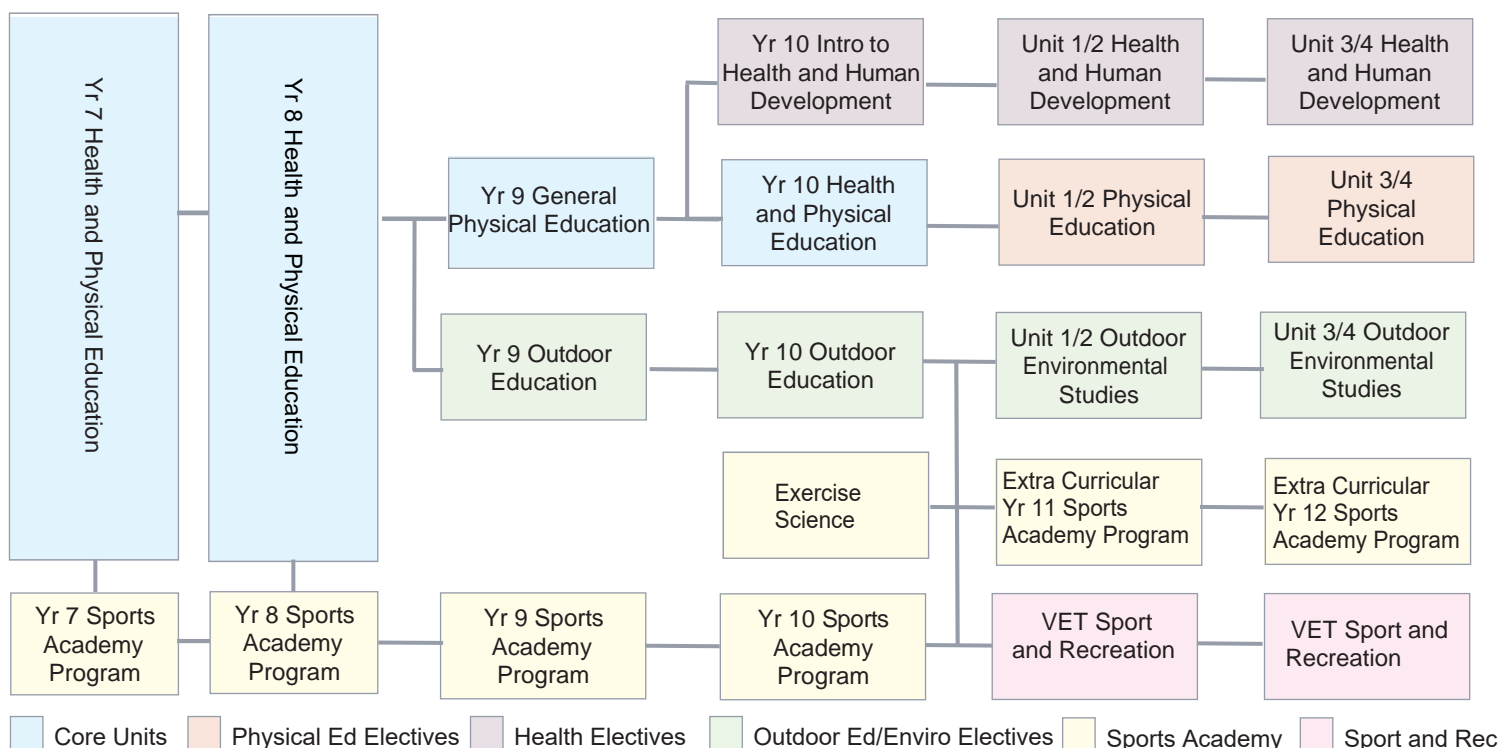 Yr 7 Health and Physical Education
Yr 8 Health and Physical Education
Yr 10 Intro to
Health and Human
Development
Unit 1/2 Health
and Human
Development
Unit 3/4 Health
and Human
Development
Yr 9 General
Physical Education
Yr 10 Health
and Physical
Education
Unit 1/2 Physical
Education
Unit 3/4
Physical
Education
Yr 9 Outdoor
Education
Yr 10 Outdoor
Education
Unit 1/2 Outdoor
Environmental
Studies
Unit 3/4 Outdoor
Environmental
Studies
Exercise
Science
Extra Curricular
Yr 11 Sports
Academy Program
Extra Curricular
Yr 12 Sports
Academy Program
Yr 7 Sports
Academy
Program
Yr 8 Sports
Academy
Program
Yr 9 Sports
Academy
Program
Yr 10 Sports
Academy
Program
VET Sport
and Recreation
VET Sport and
Recreation
Core Units
Physical Ed Electives
Health Electives
Outdoor Ed/Enviro Electives
Sports Academy
Sport and Rec